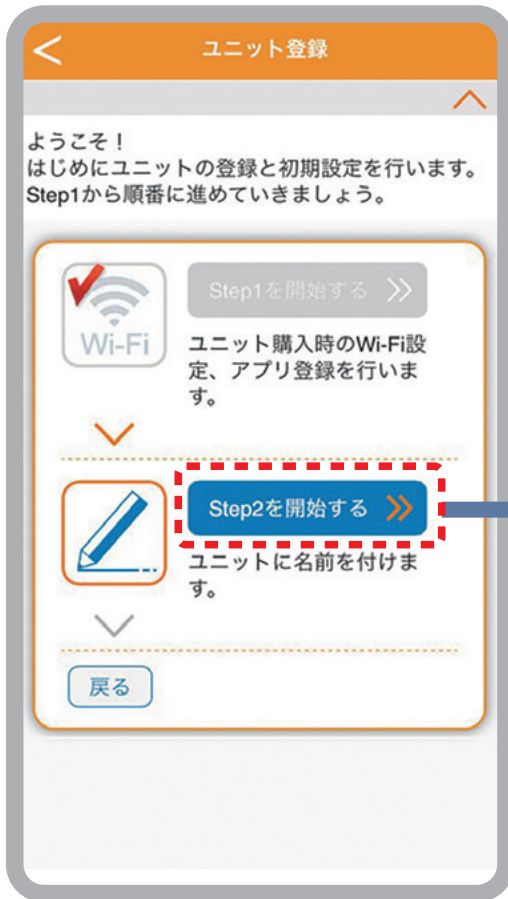 ユニット登録
ようこそ！
はじめにユニットの登録と初期設定を行います。
Step1から順番に進めていきましょう。
Step1を開始する
Wi-Fi
ユニット購入時のWi-Fi設
定、アプリ登録を行いま
す。
Step2を開始する
ユニットに名前を付けま
す。
戻る